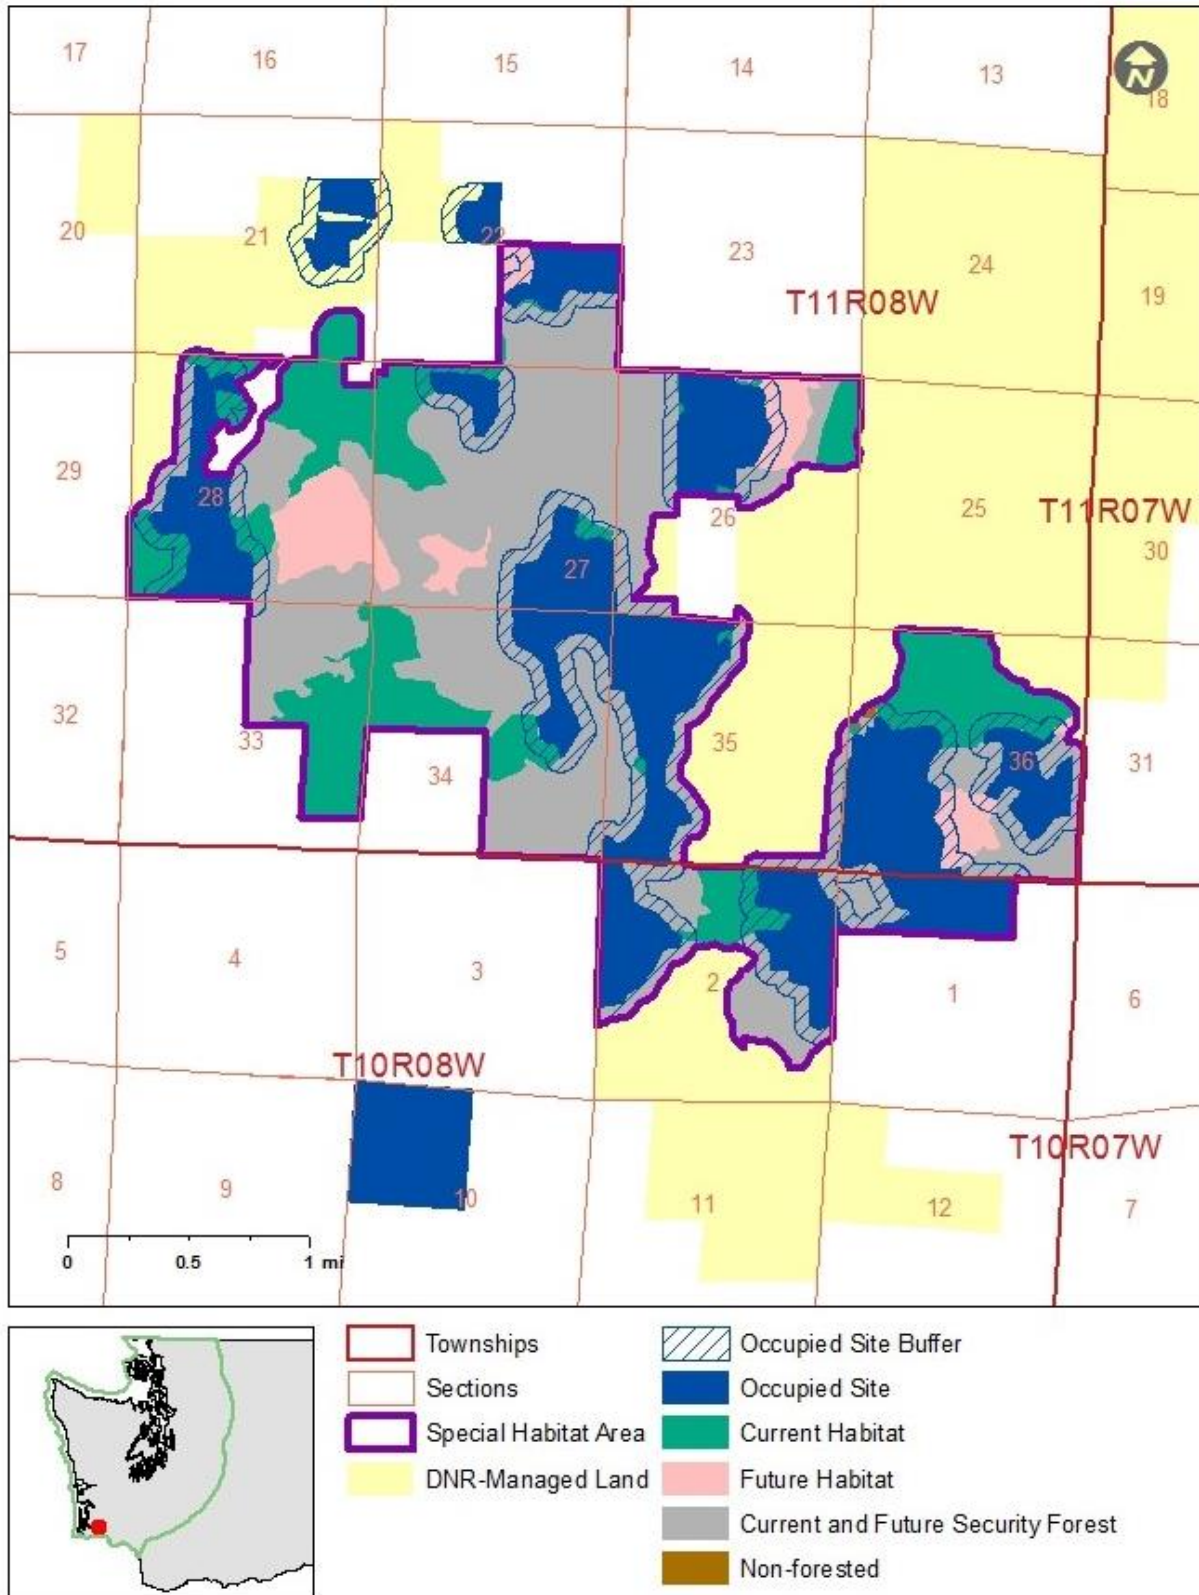 17 16 15 14 13
N
18
20 21 22 23 24 19
T11R08W
29 28 27 26 25 30
T11R07W
32 33 34 35 36 31
5 4 3 2 1 6
T10R08W
T10R07W
8 9 10 11 12 7
0 0.5 1 mi
Townships
Sections
Special Habitat Area
DNR-Managed Land
Occupied Site Buffer
Occupied Site
Current Habitat
Future Habitat
Current and Future Security Forest
Non-forested